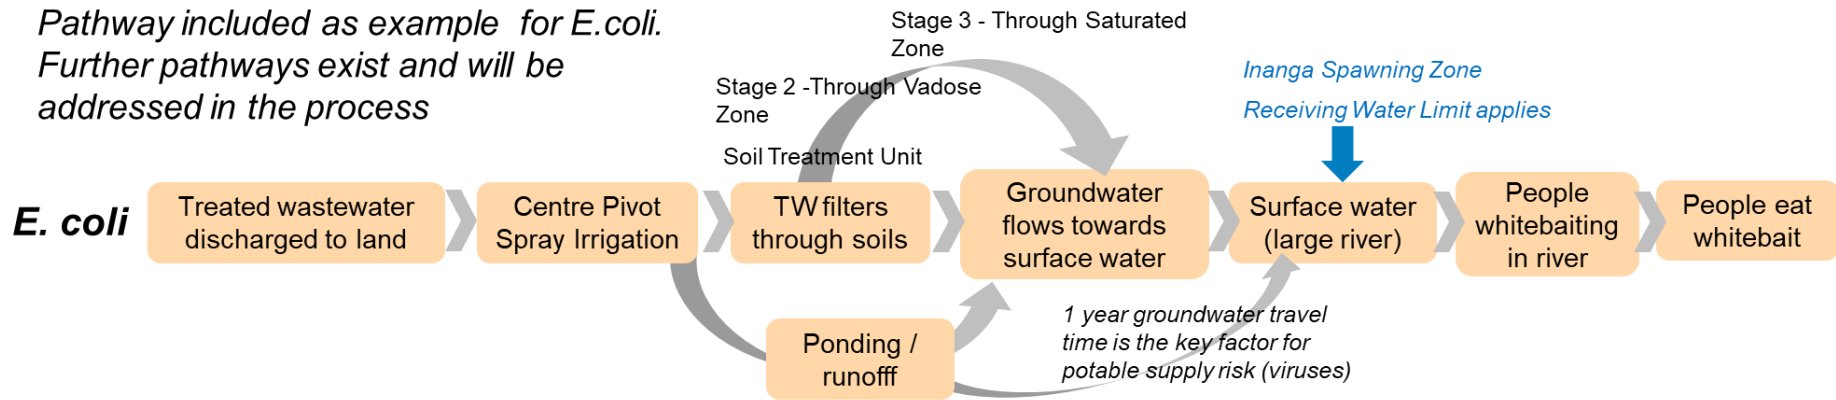 Pathway included as example for E.coli.
Further pathways exist and will be
addressed in the process
Stage 3 - Through Saturated
Zone
Stage 2 -Through Vadose
Zone
Soil Treatment Unit
Inanga Spawning Zone
Receiving Water Limit applies
E. coli
Treated wastewater
discharged to land
Centre Pivot
Spray Irrigation
TW filters
through soils
Groundwater
flows towards
surface water
Surface water
(large river)
People
whitebaiting
in river
People eat
whitebait
Ponding /
runofff
1 year groundwater travel
time is the key factor for
potable supply risk (viruses)